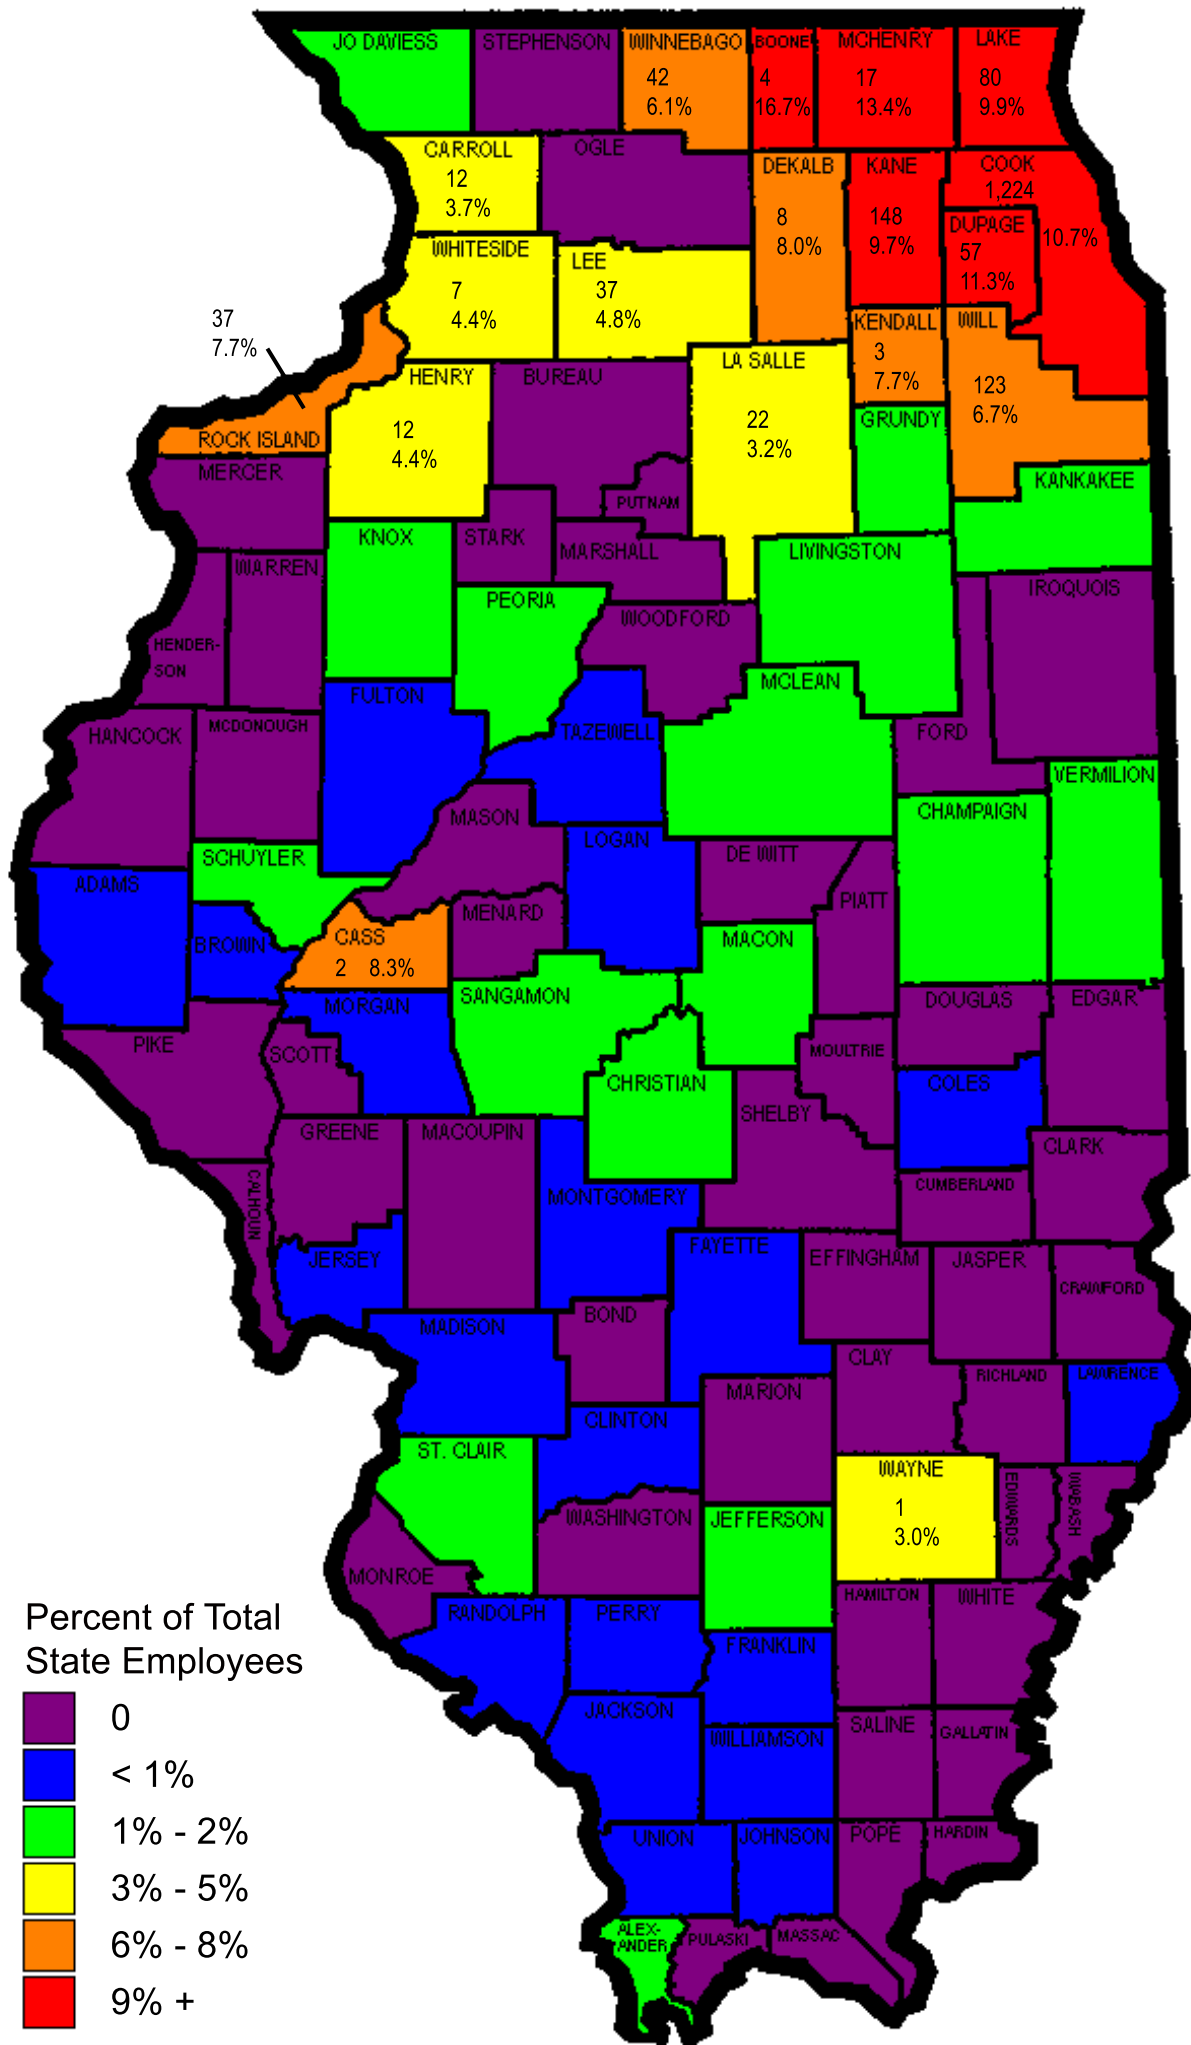 JO DAVIESS
STEPHENSON
WINNEBAGO
42
6.1%
BOONE
4
16.7%
MCHENRY
17
13.4%
LAKE
80
9.9%
CARROLL
12
3.7%
OGLE
DEKALB
8
8.0%
KANE
148
9.7%
COOK
1,224
10.7%
DUPAGE
57
11.3%
WHITESIDE
7
4.4%
LEE
37
4.8%
37
7.7%
ROCK ISLAND
HENRY
12
4.4%
BUREAU
LA SALLE
22
3.2%
KENDALL
3
7.7%
WILL
123
6.7%
GRUNDY
KANKAKEE
MERCER
PUTNAM
KNOX
STARK
MARSHALL
LIVINGSTON
IROQUOIS
WARREN
HENDER-
SON
PEORIA
WOODFORD
MCLEAN
FULTON
TAZEWELL
FORD
HANCOCK
MCDONOUGH
VERMILION
CHAMPAIGN
MASON
LOGAN
DE WITT
PIATT
SCHUYLER
ADAMS
BROWN
CASS
2 8.3%
MENARD
MACON
SANGAMON
MORGAN
DOUGLAS
EDGAR
PIKE
SCOTT
MOULTRIE
CHRISTIAN
COLES
SHELBY
GREENE
MACOUPIN
CLARK
CALHOUN
CUMBERLAND
MONTGOMERY
JERSEY
FAYETTE
EFFINGHAM
JASPER
CRAWFORD
MADISON
BOND
CLAY
RICHLAND
LAWRENCE
MARION
CLINTON
ST. CLAIR
WAYNE
1
3.0%
EDWARDS
WABASH
WASHINGTON
JEFFERSON
MONROE
HAMILTON
WHITE
RANDOLPH
PERRY
FRANKLIN
JACKSON
WILLIAMSON
SALINE
GALLATIN
UNION
JOHNSON
POPE
HARDIN
ALEX-
ANDER
PULASKI
MASSAC
Percent of Total
State Employees
0
< 1%
1% - 2%
3% - 5%
6% - 8%
9% +